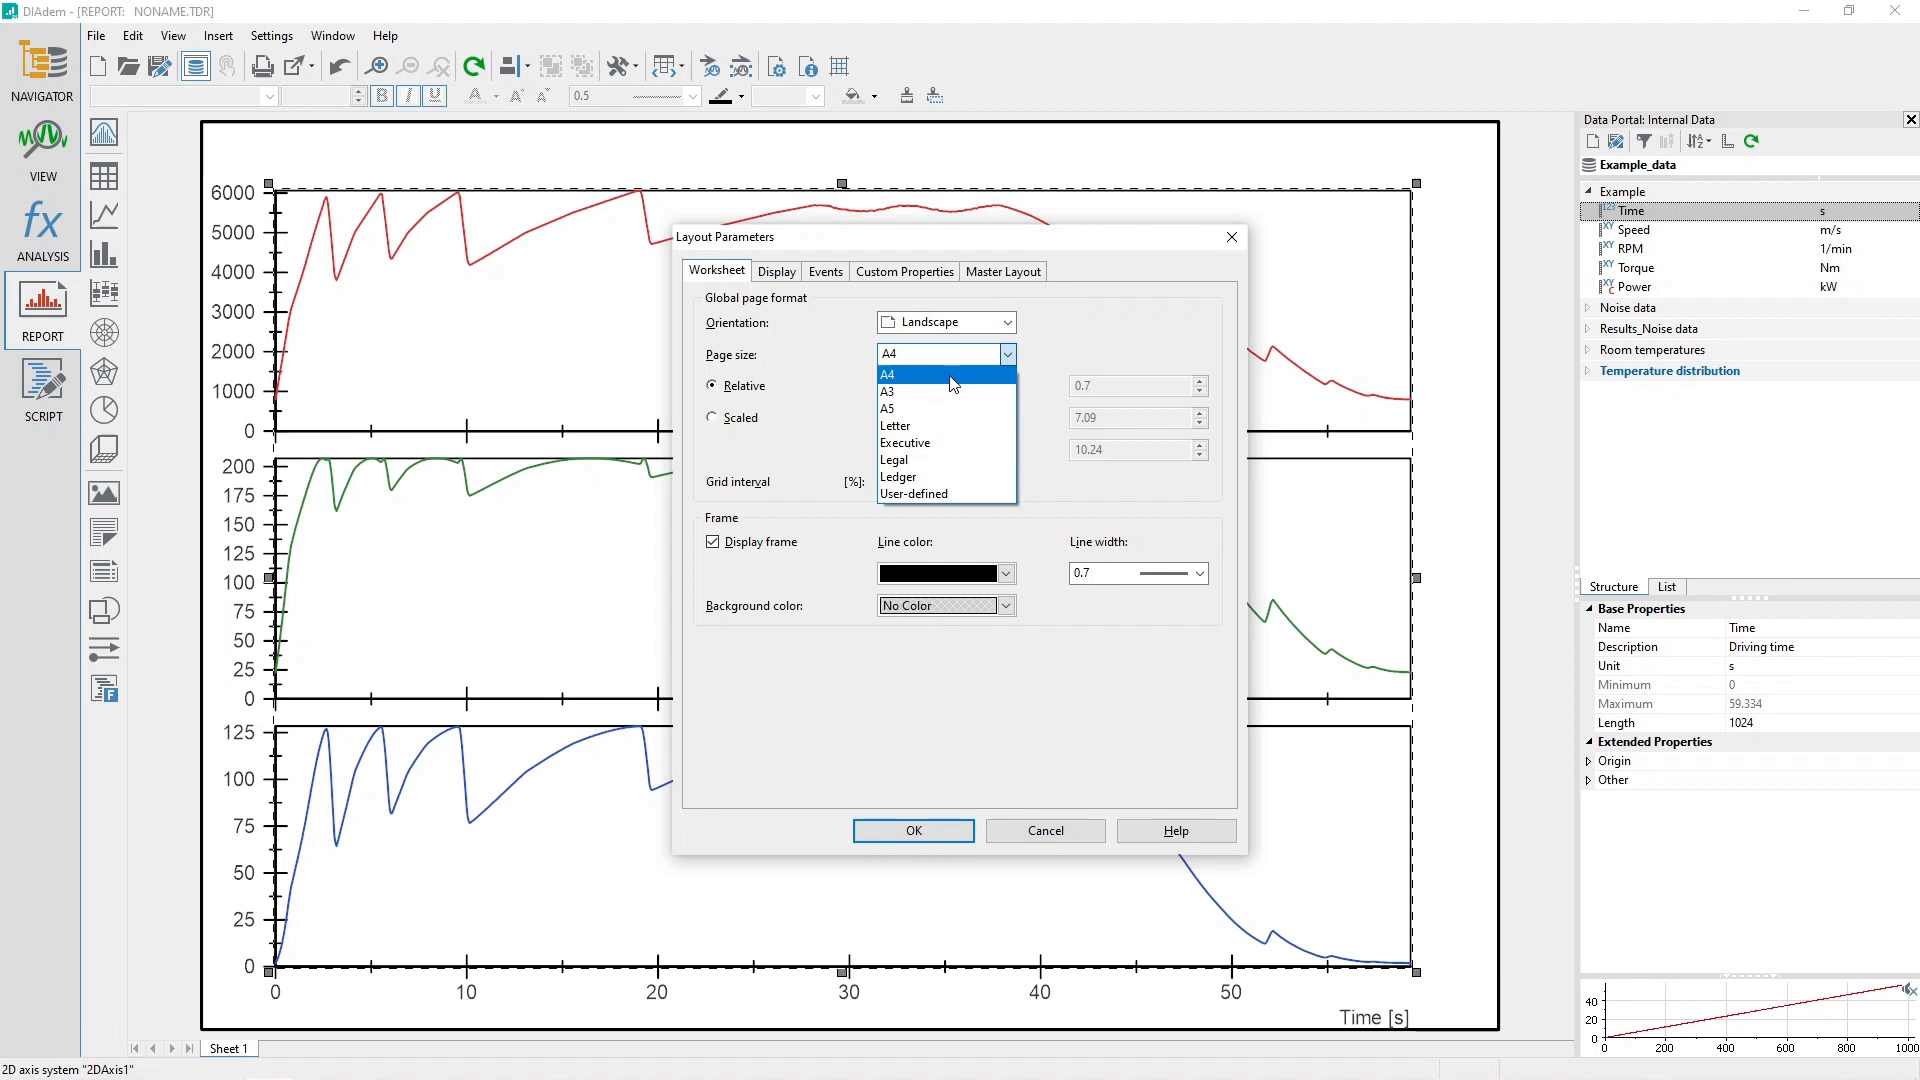 DIAdem - [REPORT:   NONAME.TDR]
File Edit View Insert Settings Window Help
NAVIGATOR
VIEW
fx
ANALYSIS
REPORT
SCRIPT
B I U A A A 0.5
6000
5000
4000
3000
2000
1000
0
200
175
150
125
100
75
50
25
0
125
100
75
50
25
0
0 10 20 30 40 50
Time [s]
Layout Parameters
Worksheet Display Events Custom Properties Master Layout
Global page format
Orientation: Landscape
Page size: A4
A4
A3
A5
Letter
Executive
Legal
Ledger
User-defined
Relative 0.7
Scaled 7.09
10.24
Grid interval [%]:
Frame
Display frame Line color: Line width:
0.7
Background color: No Color
OK Cancel Help
Data Portal: Internal Data
Example_data
Example
123 Time s
XY Speed m/s
XY RPM 1/min
XY Torque Nm
XY C Power kW
Noise data
Results_Noise data
Room temperatures
Temperature distribution
Structure List
Base Properties
Name Time
Description Driving time
Unit s
Minimum 0
Maximum 59.334
Length 1024
Extended Properties
Origin
Other
40
20
0
0 200 400 600 800 1000
Sheet 1
2D axis system "2DAxis1"